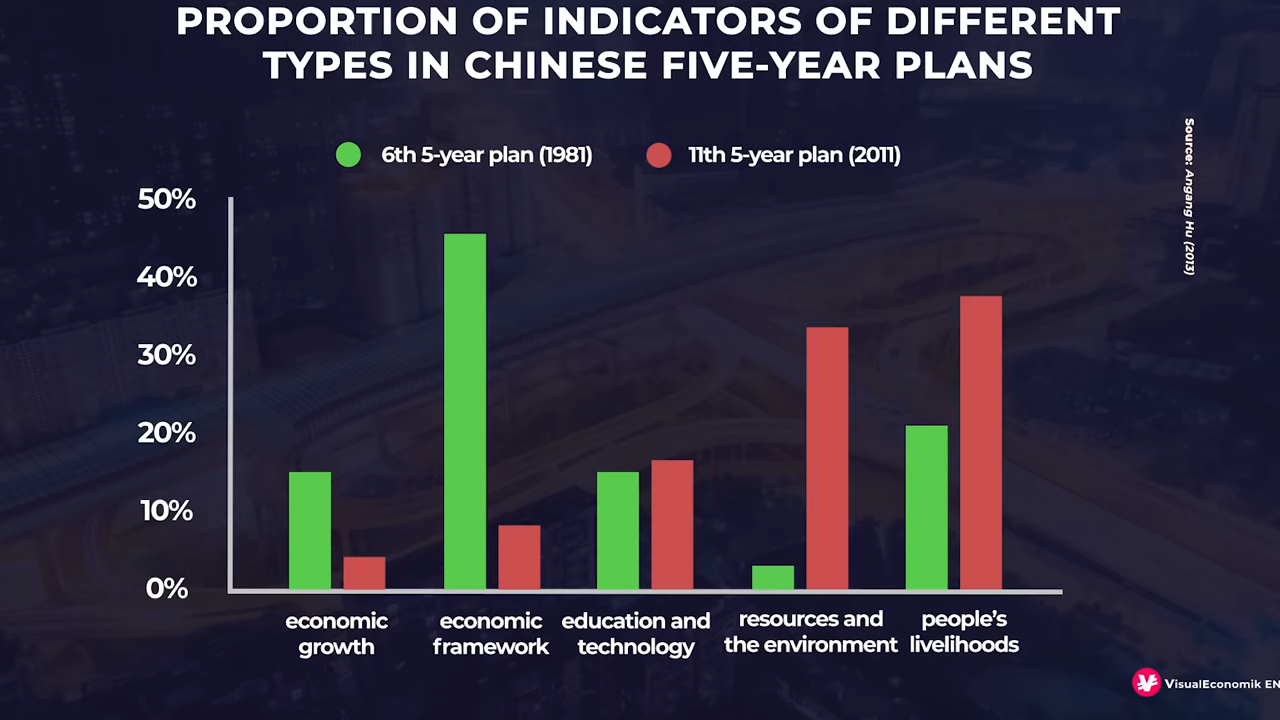 PROPORTION OF INDICATORS OF DIFFERENT
TYPES IN CHINESE FIVE-YEAR PLANS
6th 5-year plan (1981)
11th 5-year plan (2011)
Source: Angang Hu (2013)
50%
40%
30%
20%
10%
0%
economic
growth
economic
framework
education and
technology
resources and
the environment
people's
livelihoods
VisualEconomik EN